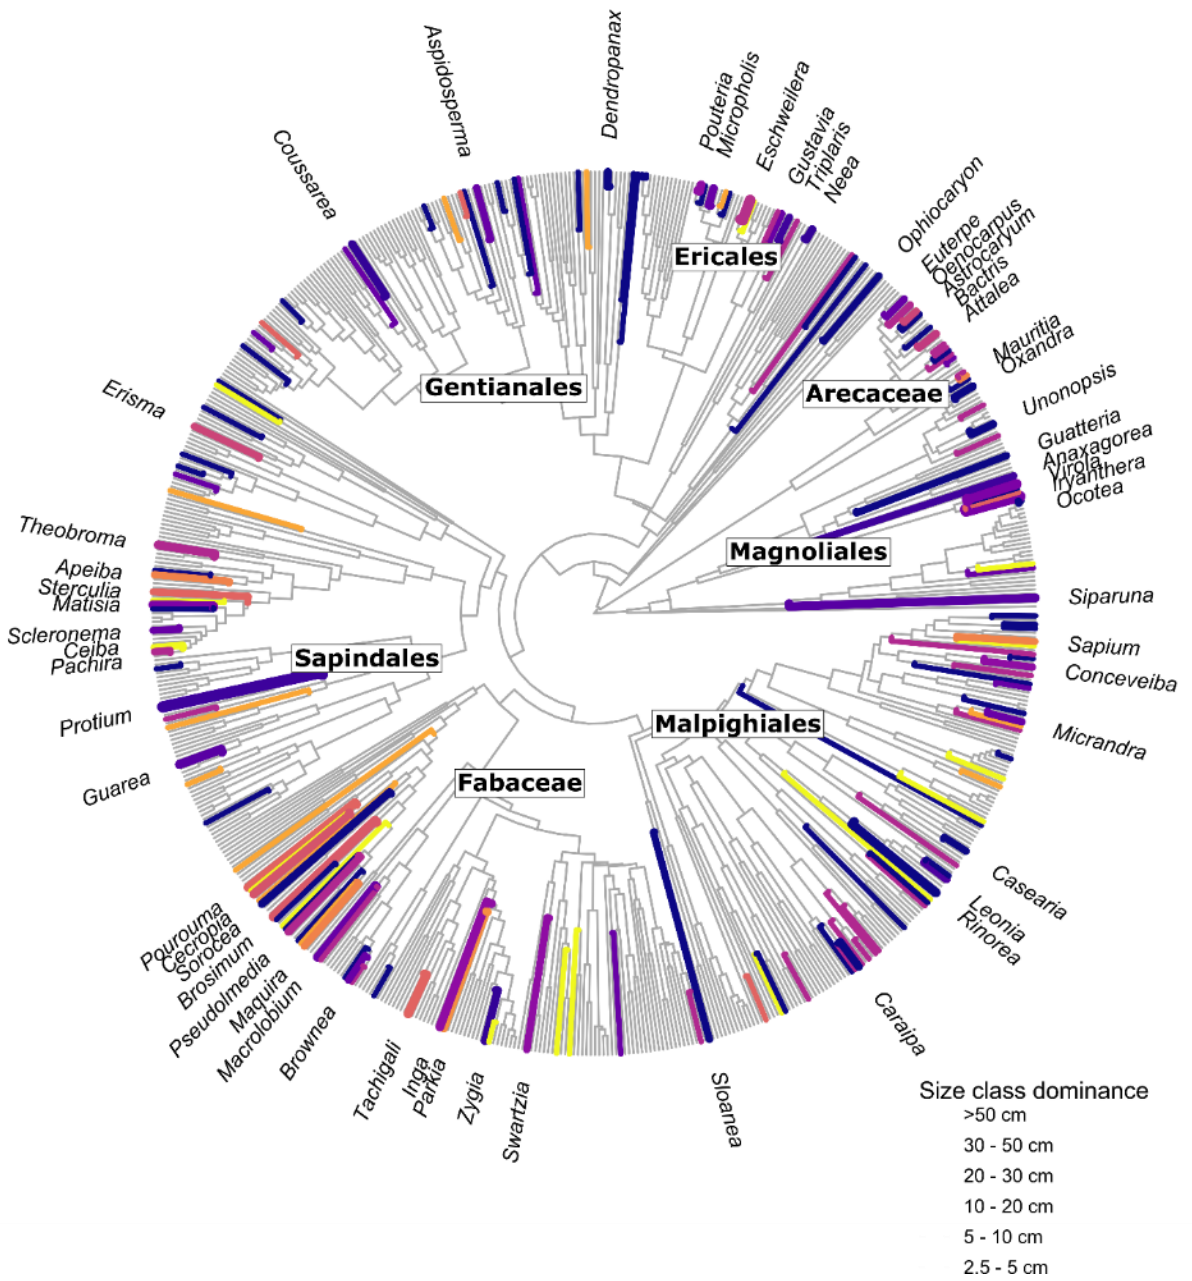 Aspidosperma
Dendropanax
Coussarea
Pouteria
Micropholis
Eschweilera
Gustavia
Triplaris
Neea
Ophiocaryon
Euterpe
Oenocarpus
Astrocaryum
Bactris
Attalea
Mauritia
Oxandra
Unonopsis
Guatteria
Anaxagorea
Virola
Iryanthera
Ocotea
Siparuna
Sapium
Conceveiba
Micrandra
Casearia
Leonia
Rinorea
Caraipa
Sloanea
Swartzia
Zygia
Parkia
Inga
Tachigali
Brownea
Macrolobium
Maquira
Pseudolmedia
Brosimum
Sorocea
Cecropia
Pourouma
Guarea
Protium
Pachira
Ceiba
Scleronema
Matisia
Sterculia
Apeiba
Theobroma
Erisma
Ericales
Gentianales
Arecaceae
Magnoliales
Sapindales
Malpighiales
Fabaceae
Size class dominance
>50 cm
30 - 50 cm
20 - 30 cm
10 - 20 cm
5 - 10 cm
2.5 - 5 cm